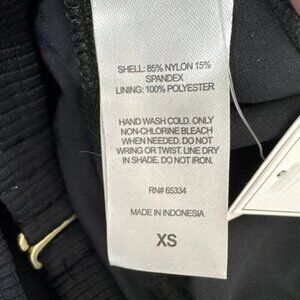 SHELL: 85% NYLON 15%
SPANDEX
LINING: 100% POLYESTER
HAND WASH COLD. ONLY
NON-CHLORINE BLEACH
WHEN NEEDED. DO NOT
WRING OR TWIST. LINE DRY
IN SHADE. DO NOT IRON.
RN# 65334
MADE IN INDONESIA
XS